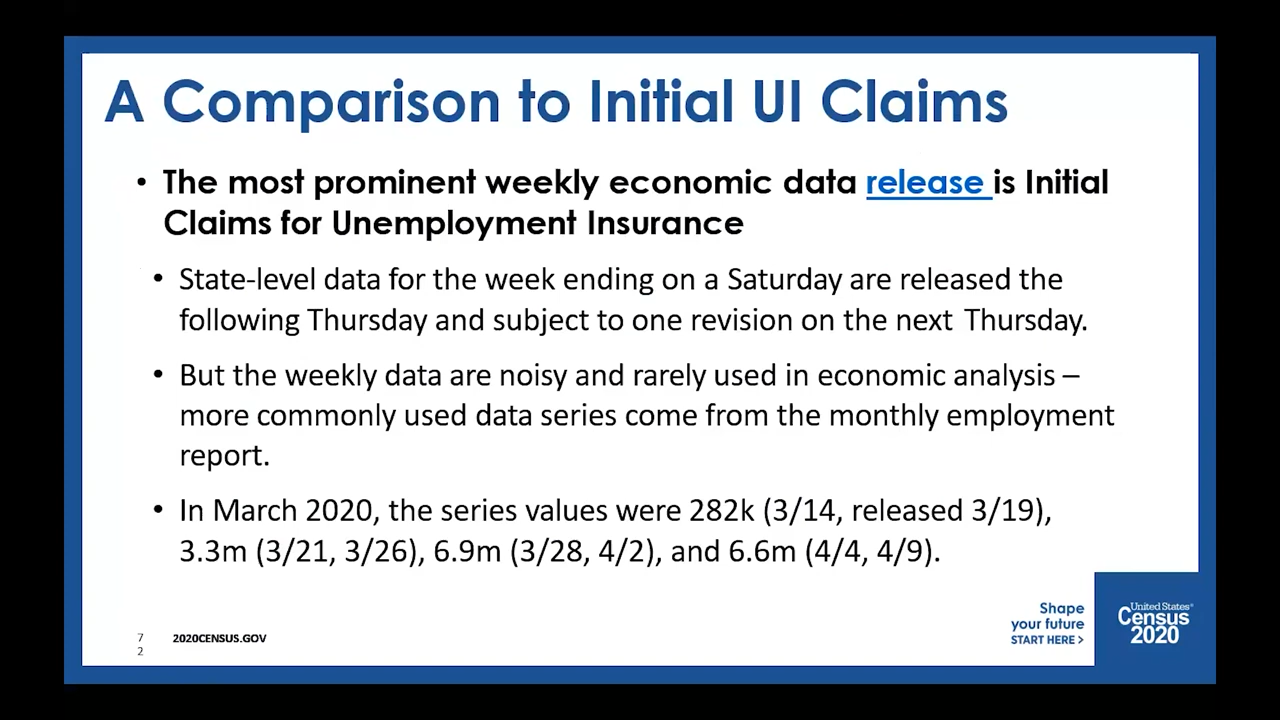 A Comparison to Initial UI Claims
• The most prominent weekly economic data release is Initial
Claims for Unemployment Insurance
• State-level data for the week ending on a Saturday are released the
following Thursday and subject to one revision on the next Thursday.
• But the weekly data are noisy and rarely used in economic analysis –
more commonly used data series come from the monthly employment
report.
• In March 2020, the series values were 282k (3/14, released 3/19),
3.3m (3/21, 3/26), 6.9m (3/28, 4/2), and 6.6m (4/4, 4/9).
7
2
2020CENSUS.GOV
Shape
your future
START HERE >
United States®
Census
2020